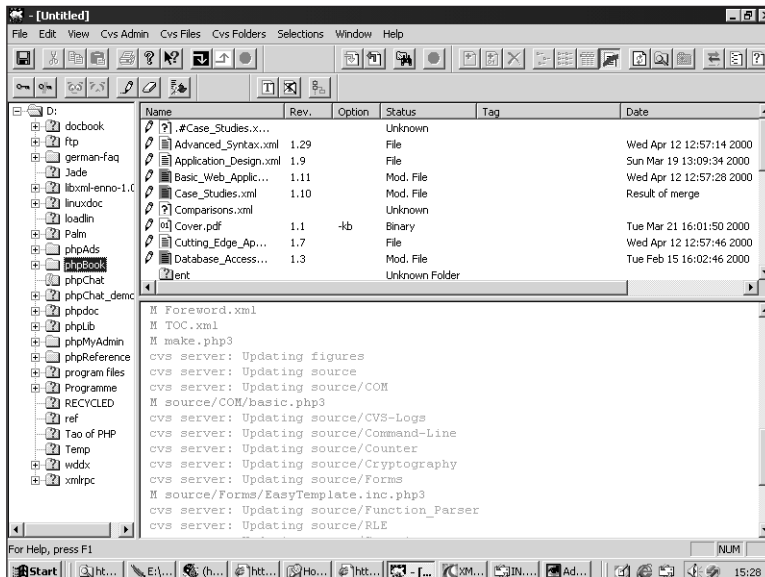 - [Untitled]
File Edit View Cvs Admin Cvs Files Cvs Folders Selections Window Help
D:
docbook
ftp
german-faq
Jade
libxml-enno-1.0
linuxdoc
loadlin
Palm
phpAds
phpBook
phpChat
phpChat_demo
phpdoc
phpLib
phpMyAdmin
phpReference
program files
Programme
RECYCLED
ref
Tao of PHP
Temp
wddx
xmlrpc
Name Rev. Option Status Tag Date
.#Case_Studies.x... Unknown
Advanced_Syntax.xml 1.29 File Wed Apr 12 12:57:14 2000
Application_Design.xml 1.9 File Sun Mar 19 13:09:34 2000
Basic_Web_Applic... 1.11 Mod. File Wed Apr 12 12:57:28 2000
Case_Studies.xml 1.10 Mod. File Result of merge
Comparisons.xml Unknown
Cover.pdf 1.1 -kb Binary Tue Mar 21 16:01:50 2000
Cutting_Edge_Ap... 1.7 File Wed Apr 12 12:57:46 2000
Database_Access... 1.3 Mod. File Tue Feb 15 16:02:46 2000
ent Unknown Folder
M Foreword.xml
M TOC.xml
M make.php3
cvs server: Updating figures
cvs server: Updating source
cvs server: Updating source/COM
M source/COM/basic.php3
cvs server: Updating source/CVS-Logs
cvs server: Updating source/Command-Line
cvs server: Updating source/Counter
cvs server: Updating source/Cryptography
cvs server: Updating source/Forms
M source/Forms/EasyTemplate.inc.php3
cvs server: Updating source/Function_Parser
cvs server: Updating source/RLE
For Help, press F1 NUM
Start ht... E:\... (h... htt... Ho... htt... - [... XM... IN... Ad... 15:28